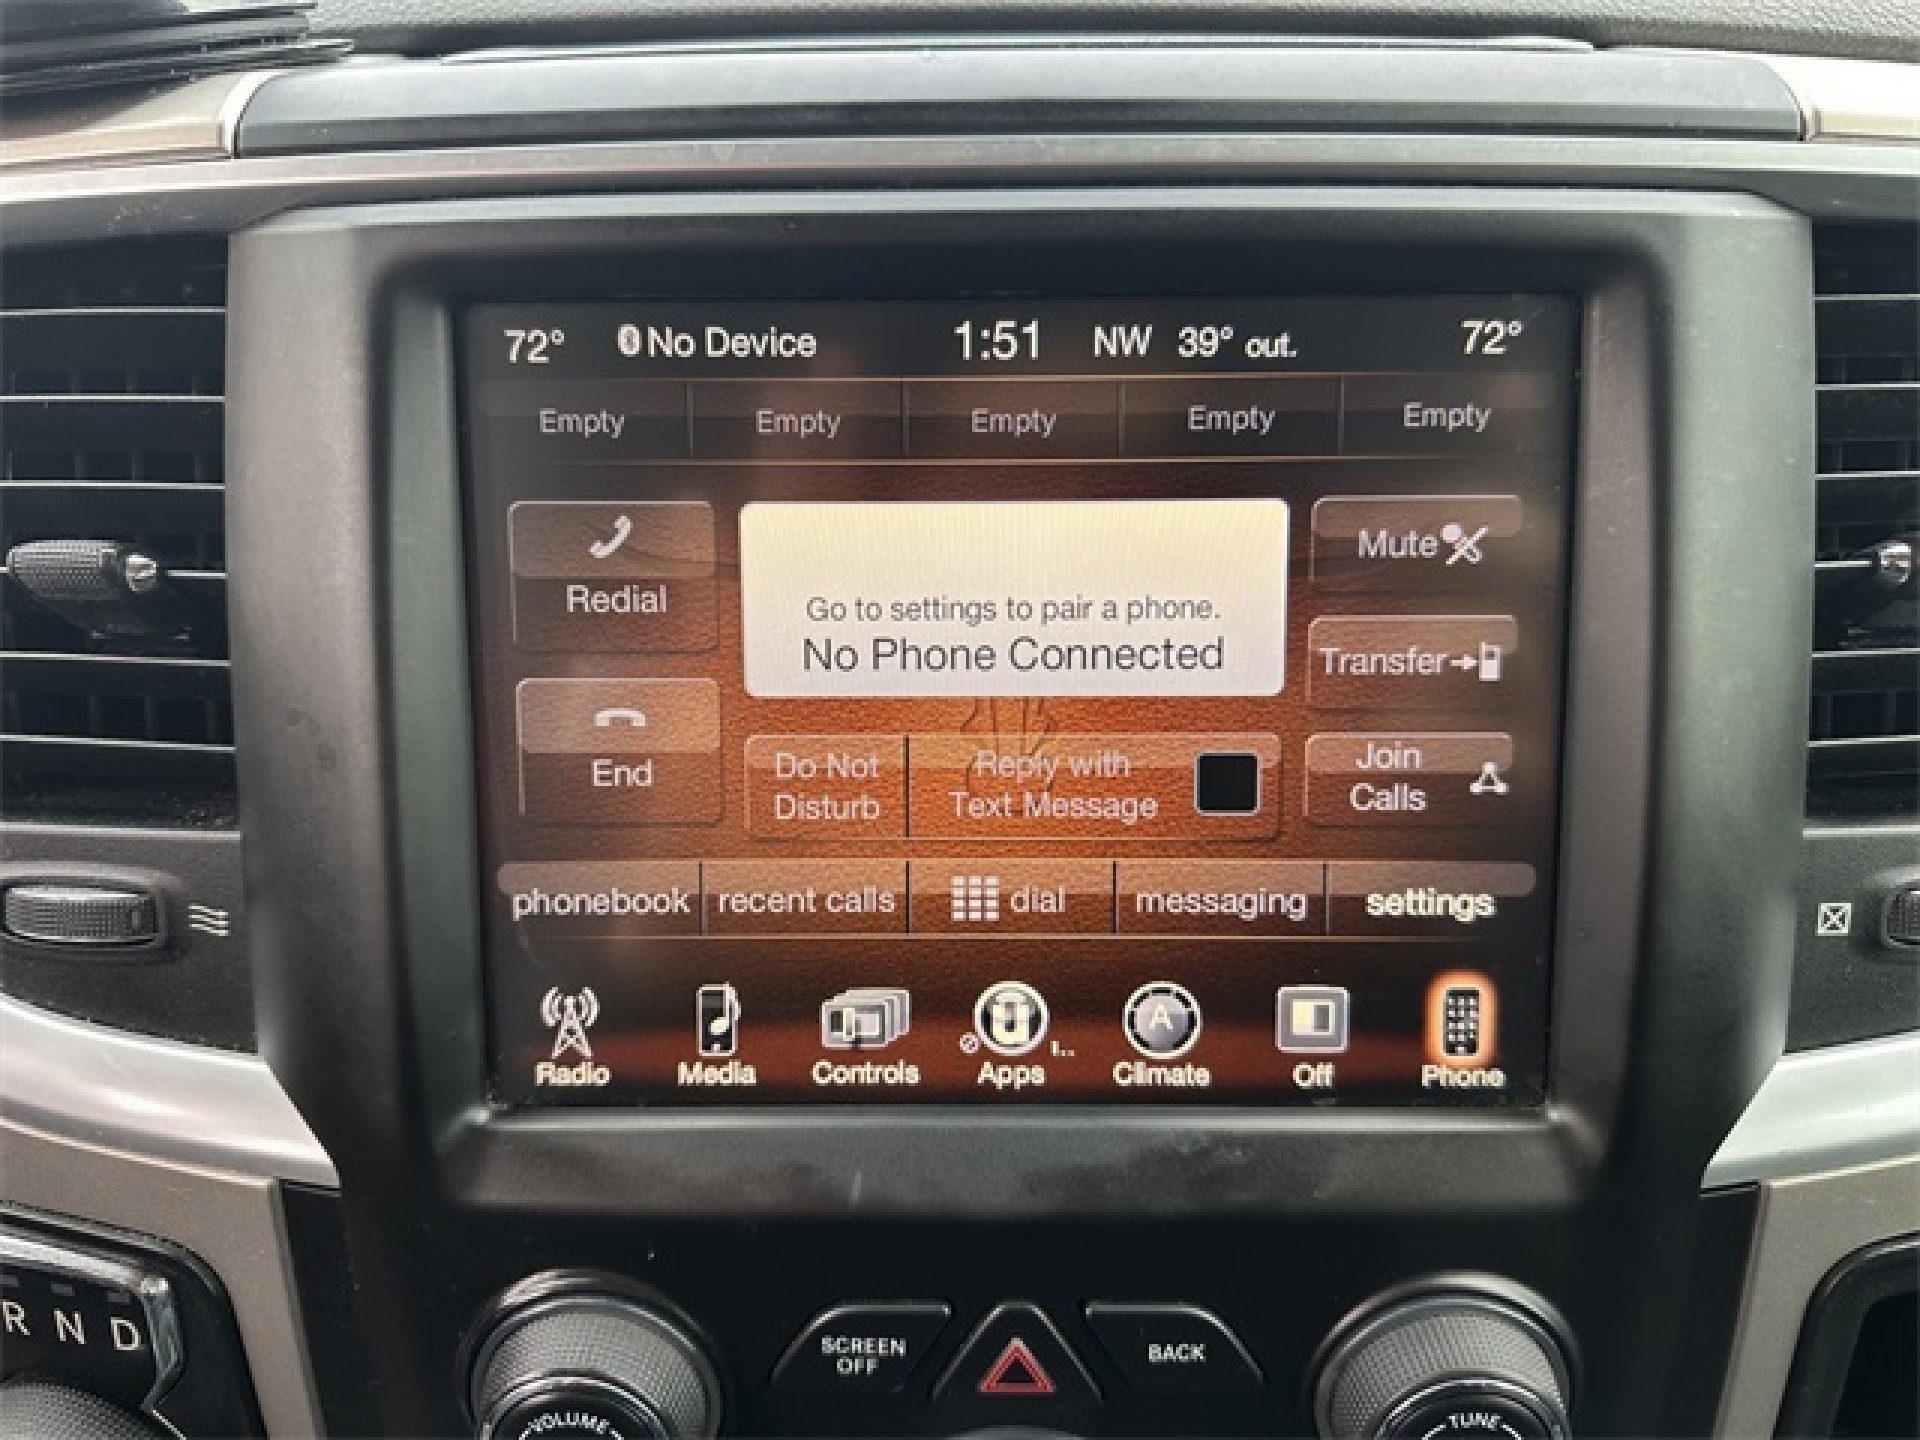 72° No Device 1:51 NW 39° out. 72°
Empty Empty Empty Empty Empty
Redial
Go to settings to pair a phone.
No Phone Connected
Mute
Transfer
End
Do Not
Disturb
Reply with
Text Message
Join
Calls
phonebook recent calls dial messaging settings
A
Radio Media Controls Apps Climate Off Phone
R N D
SCREEN
OFF
BACK
VOLUME
TUNE